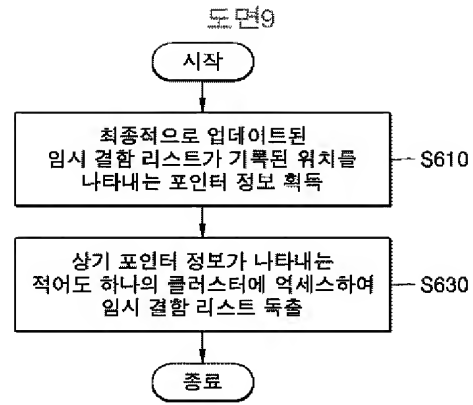 도면9
시작
최종적으로 업데이트된
임시 결함 리스트가 기록된 위치를
나타내는 포인터 정보 획득
S610
상기 포인터 정보가 나타내는
적어도 하나의 클러스터에 억세스하여
임시 결함 리스트 독출
S630
종료